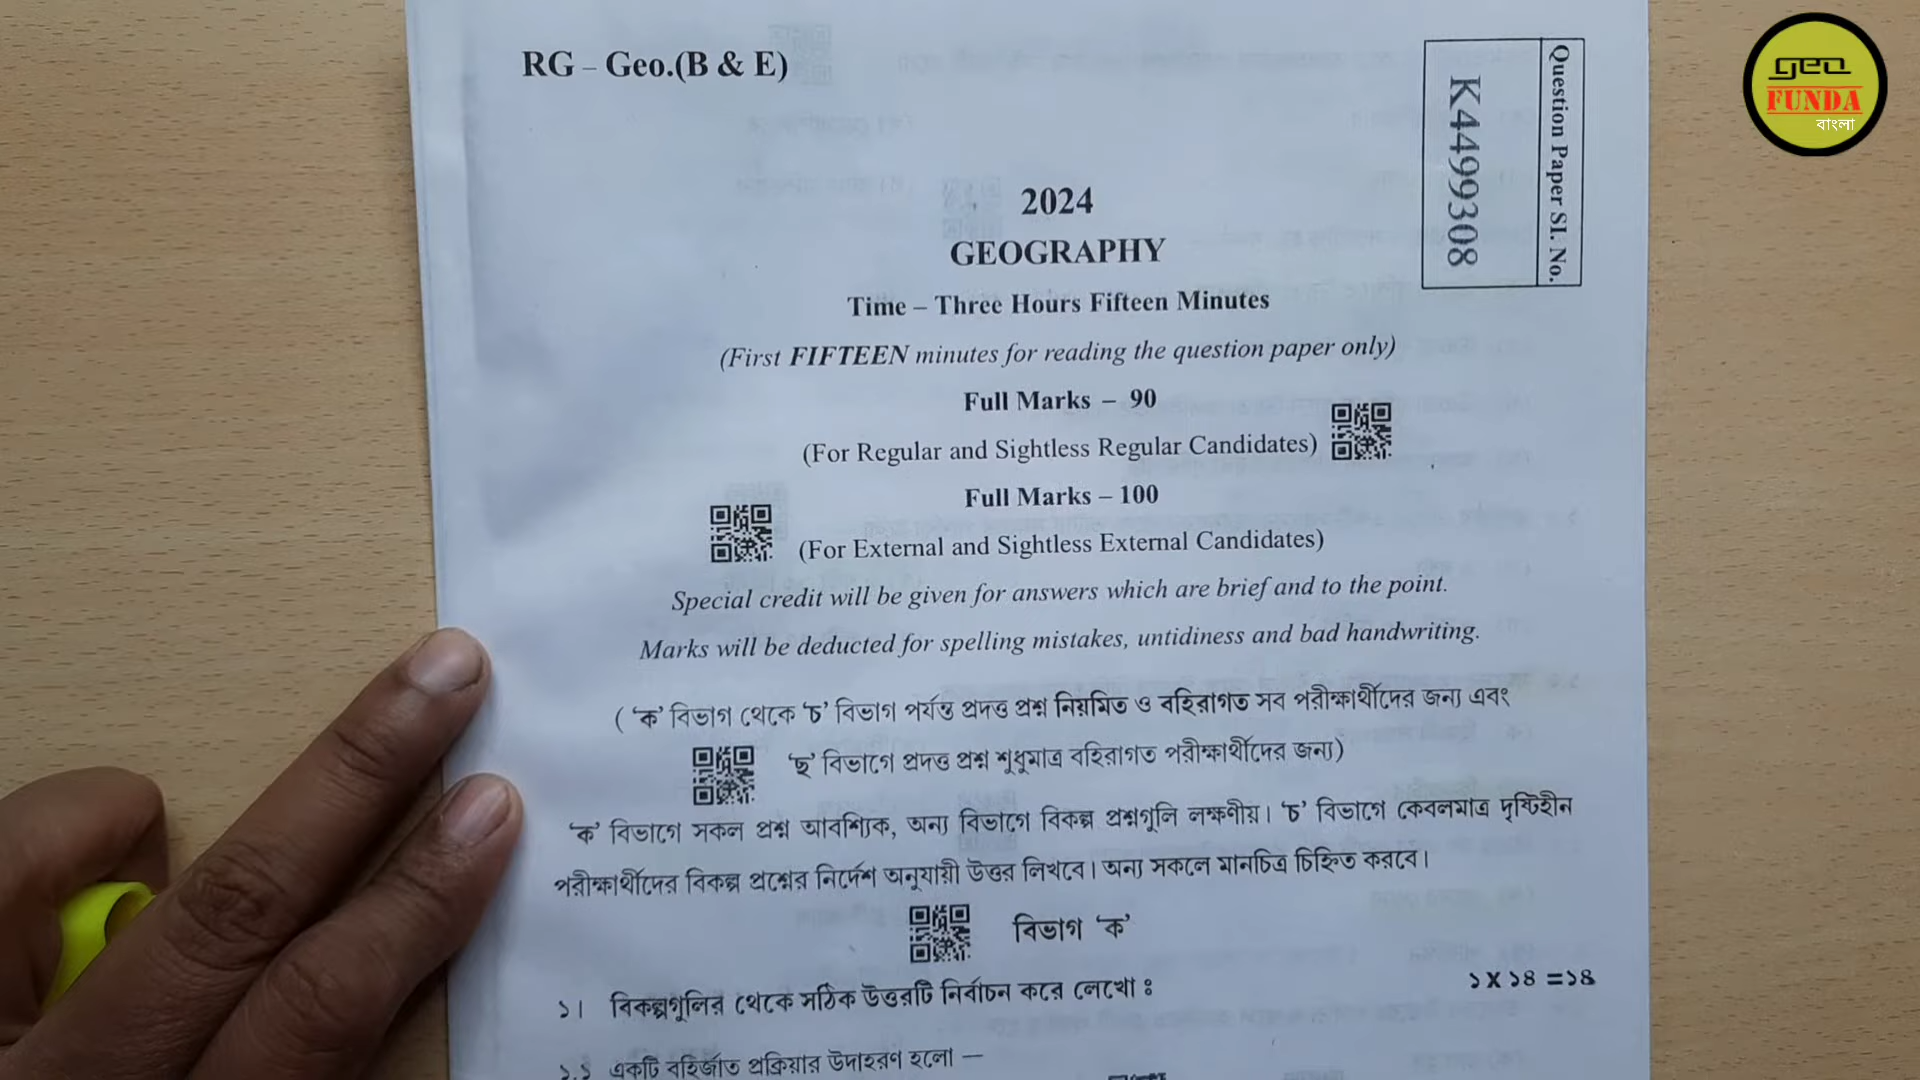 RG – Geo.(B & E)
Question Paper Sl. No.
K4499308
geo
FUNDA
বাংলা
2024
GEOGRAPHY
Time – Three Hours Fifteen Minutes
(First FIFTEEN minutes for reading the question paper only)
Full Marks – 90
(For Regular and Sightless Regular Candidates)
Full Marks – 100
(For External and Sightless External Candidates)
Special credit will be given for answers which are brief and to the point.
Marks will be deducted for spelling mistakes, untidiness and bad handwriting.
( ‘ক’ বিভাগ থেকে ‘চ’ বিভাগ পর্যন্ত প্রদত্ত প্রশ্ন নিয়মিত ও বহিরাগত সব পরীক্ষার্থীদের জন্য এবং
‘ছ’ বিভাগে প্রদত্ত প্রশ্ন শুধুমাত্র বহিরাগত পরীক্ষার্থীদের জন্য)
‘ক’ বিভাগে সকল প্রশ্ন আবশ্যিক, অন্য বিভাগে বিকল্প প্রশ্নগুলি লক্ষণীয়। ‘চ’ বিভাগে কেবলমাত্র দৃষ্টিহীন
পরীক্ষার্থীদের বিকল্প প্রশ্নের নির্দেশ অনুযায়ী উত্তর লিখবে। অন্য সকলে মানচিত্র চিহ্নিত করবে।
বিভাগ ‘ক’
১। বিকল্পগুলির থেকে সঠিক উত্তরটি নির্বাচন করে লেখো ঃ ১ X ১৪ =১৪
১.১ একটি বহির্জাত প্রক্রিয়ার উদাহরণ হলো —